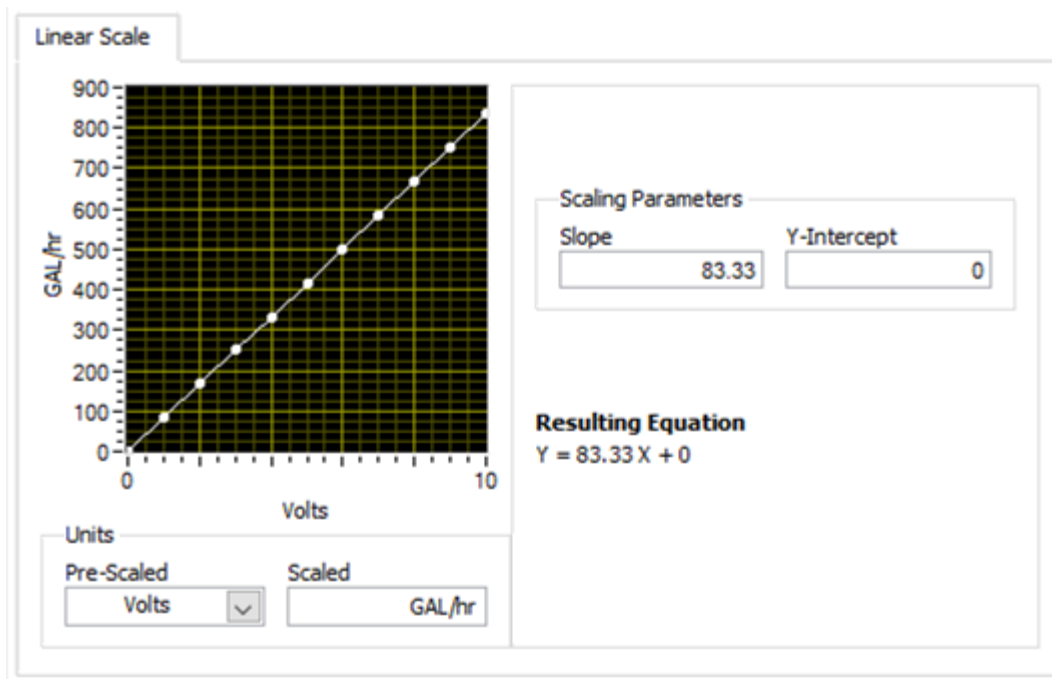 Linear Scale
900
800
700
600
500
400
300
200
100
0
GAL/hr
0 10
Volts
Units
Pre-Scaled Scaled
Volts GAL/hr
Scaling Parameters
Slope Y-Intercept
83.33 0
Resulting Equation
Y = 83.33 X + 0